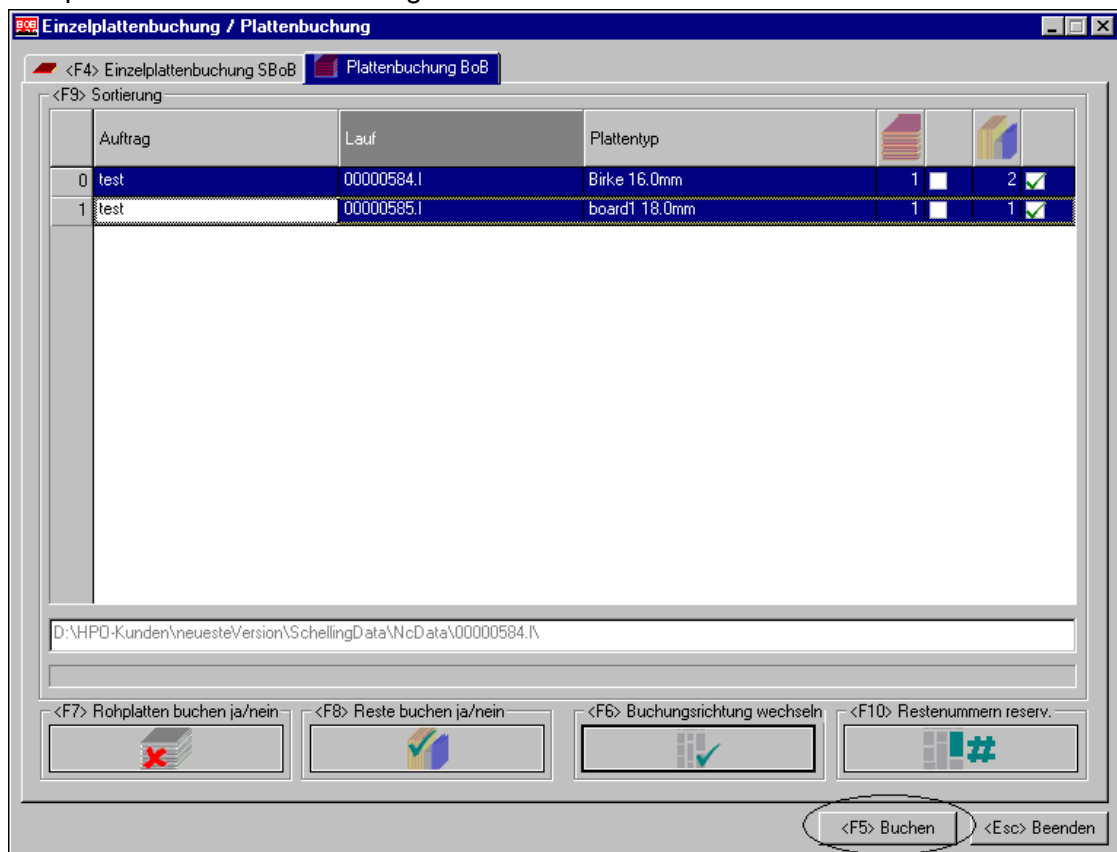 BOB Einzelplattenbuchung / Plattenbuchung
<F4> Einzelplattenbuchung SBoB Plattenbuchung BoB
<F9> Sortierung
Auftrag Lauf Plattentyp
0 test 00000584.I Birke 16.0mm 1 2
1 test 00000585.I board1 18.0mm 1 1
D:\HPO-Kunden\neuesteVersion\SchellingData\NcData\00000584.I\
<F7> Rohplatten buchen ja/nein <F8> Reste buchen ja/nein <F6> Buchungsrichtung wechseln <F10> Restenummern reserv.
#
<F5> Buchen <Esc> Beenden